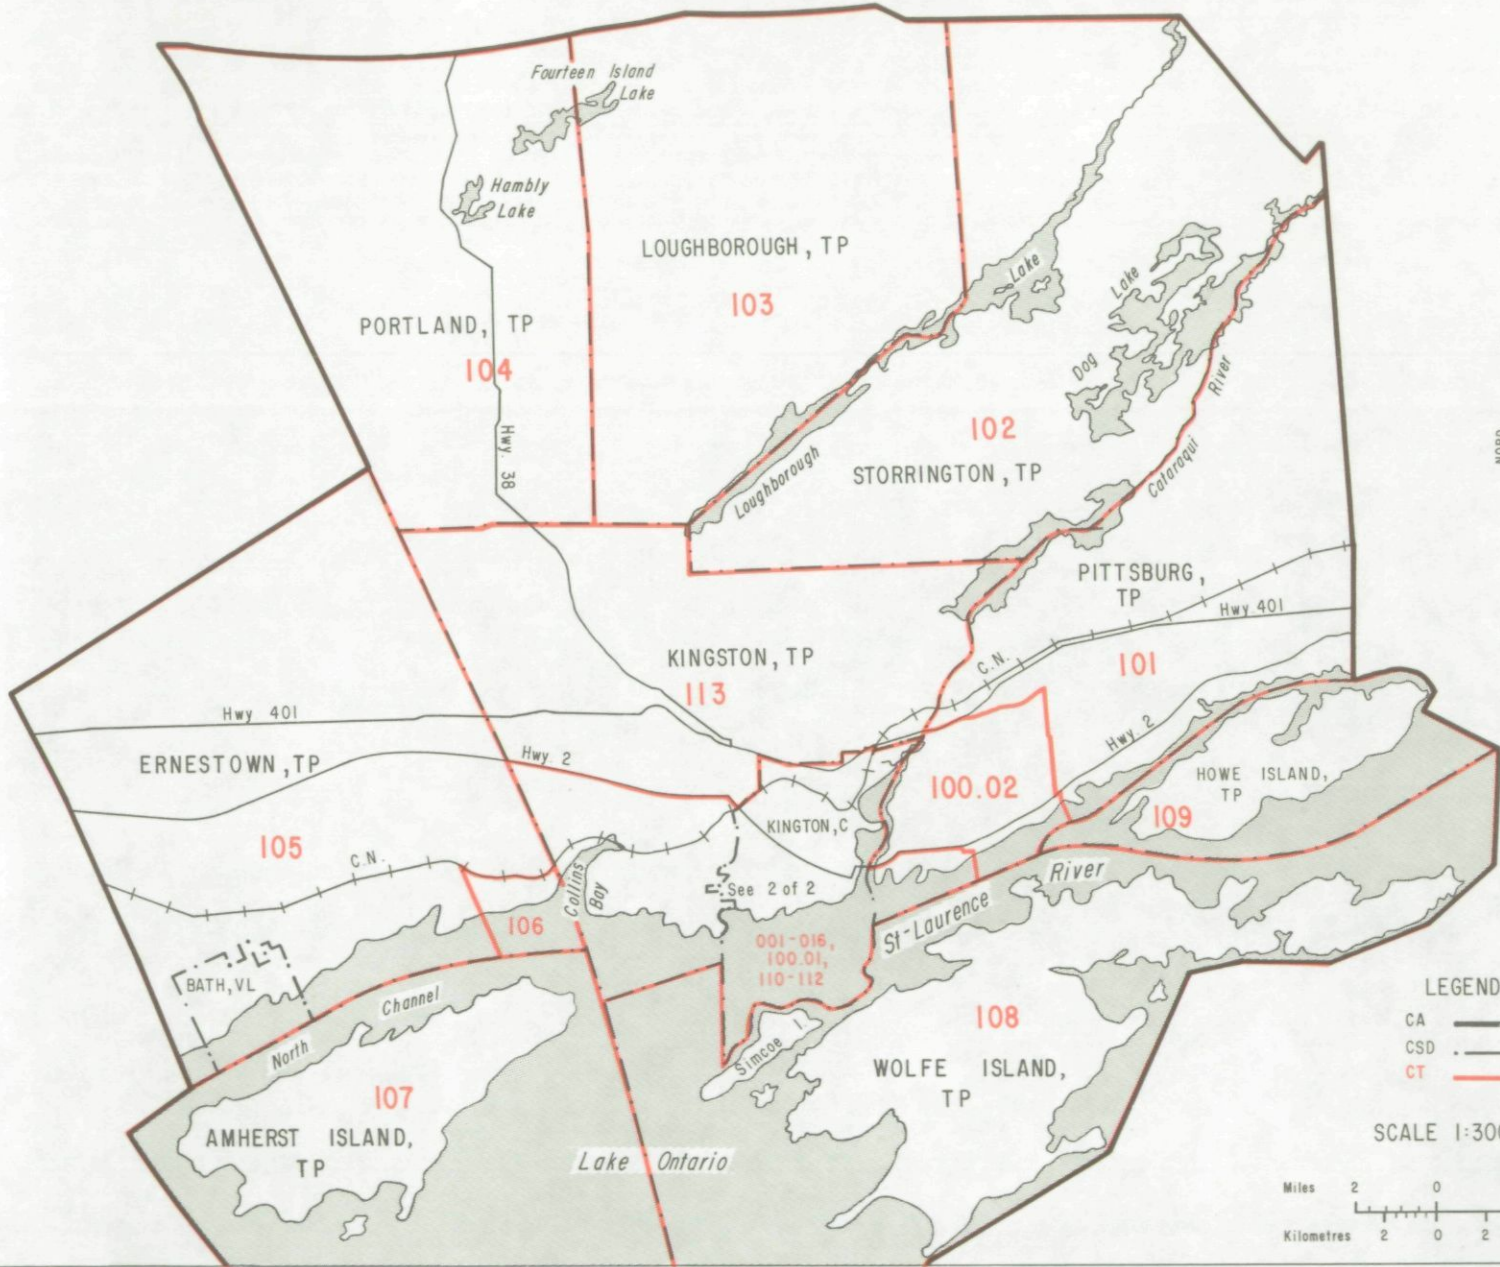 Fourteen Island
Lake
Hambly
Lake
LOUGHBOROUGH, TP
103
PORTLAND, TP
104
Hwy. 38
Lake
Loughborough
Lake
Dog
River
Cataraqui
102
STORRINGTON, TP
PITTSBURG,
TP
Hwy 401
C.N.
101
KINGSTON, TP
113
Hwy 401
ERNESTOWN, TP
Hwy. 2
105
C.N.
Hwy. 2
100.02
HOWE ISLAND,
TP
109
KINGTON, C
See 2 of 2
Collins
Bay
106
River
St-Laurence
001-016,
100.01,
110-112
BATH, VL
Channel
North
Simcoe I.
108
WOLFE ISLAND,
TP
107
AMHERST ISLAND,
TP
Lake Ontario
LEGEND
CA
CSD
CT
SCALE 1:300
Miles 2 0
Kilometres 2 0 2